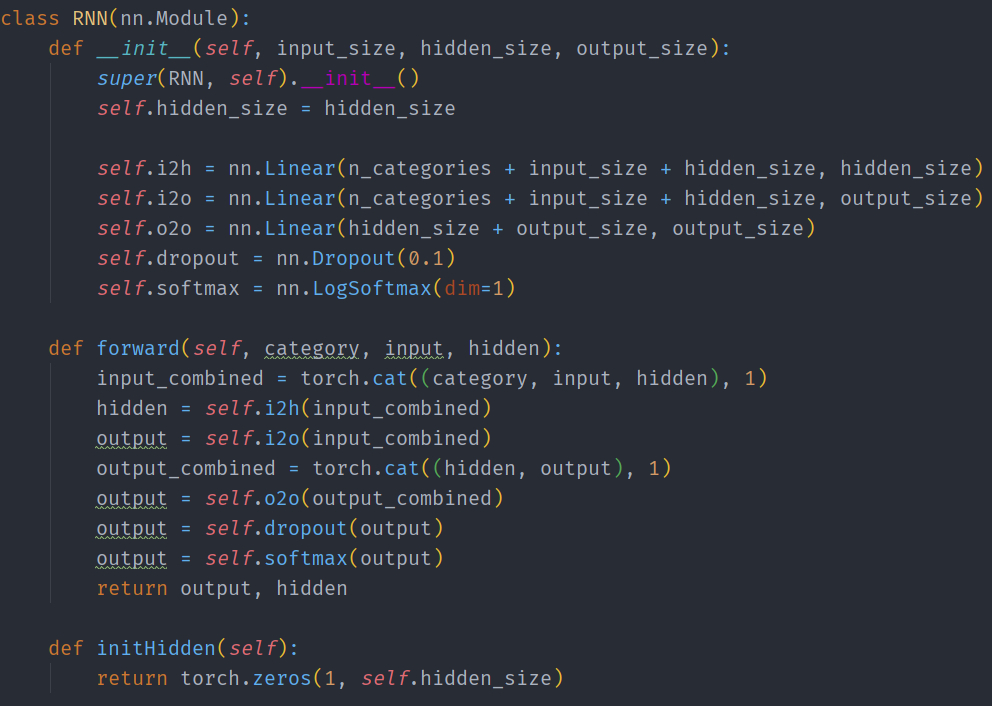 class RNN(nn.Module):
    def __init__(self, input_size, hidden_size, output_size):
        super(RNN, self).__init__()
        self.hidden_size = hidden_size

        self.i2h = nn.Linear(n_categories + input_size + hidden_size, hidden_size)
        self.i2o = nn.Linear(n_categories + input_size + hidden_size, output_size)
        self.o2o = nn.Linear(hidden_size + output_size, output_size)
        self.dropout = nn.Dropout(0.1)
        self.softmax = nn.LogSoftmax(dim=1)

    def forward(self, category, input, hidden):
        input_combined = torch.cat((category, input, hidden), 1)
        hidden = self.i2h(input_combined)
        output = self.i2o(input_combined)
        output_combined = torch.cat((hidden, output), 1)
        output = self.o2o(output_combined)
        output = self.dropout(output)
        output = self.softmax(output)
        return output, hidden

    def initHidden(self):
        return torch.zeros(1, self.hidden_size)